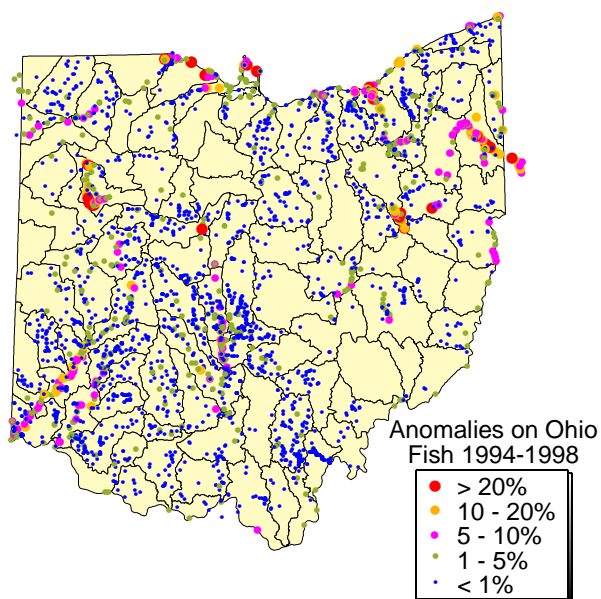 Anomalies on Ohio
Fish 1994-1998
> 20%
10 - 20%
5 - 10%
1 - 5%
< 1%